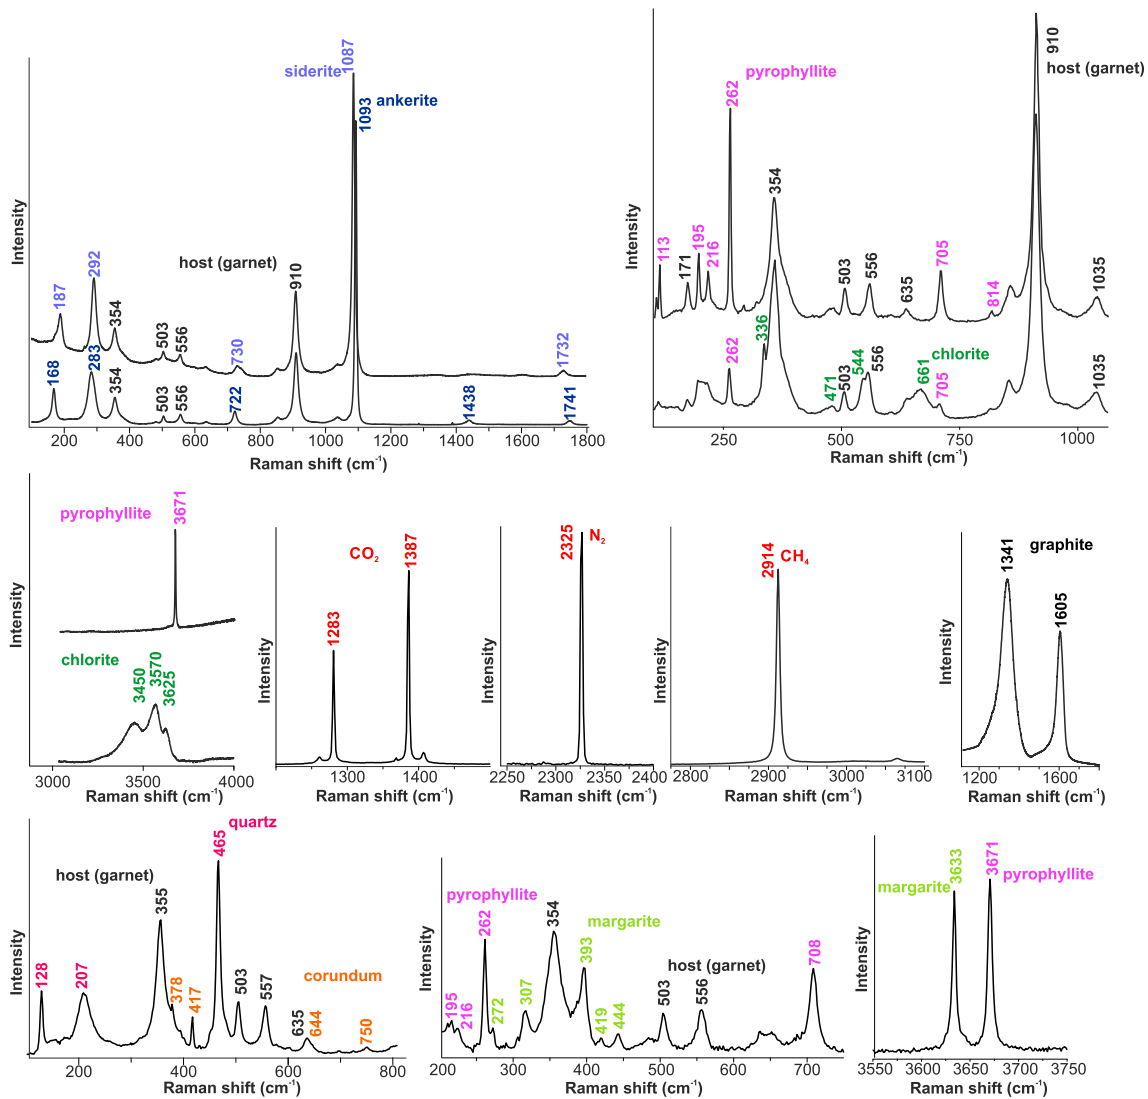 1087
siderite
ankerite
1093
292
187
host (garnet)
910
354
503
556
730
1732
168
283
354
503
556
722
1438
1741
Intensity
200 400 600 800 1000 1200 1400 1600 1800
Raman shift (cm-1)
910
host (garnet)
pyrophyllite
262
354
113
171
195
216
503
556
635
705
814
1035
262
336
471
503
544
556
chlorite
661
705
1035
Intensity
250 500 750 1000
Raman shift (cm-1)
pyrophyllite
3671
chlorite
3450
3570
3625
Intensity
3000 3500 4000
Raman shift (cm-1)
CO2
1283
1387
Intensity
1300 1400
Raman shift (cm-1)
2325
N2
Intensity
2250 2300 2350 2400
Raman shift (cm-1)
2914
CH4
Intensity
2800 2900 3000 3100
Raman shift (cm-1)
graphite
1341
1605
Intensity
1200 1400 1600
Raman shift (cm-1)
quartz
465
host (garnet)
355
128
207
378
417
503
557
corundum
635
644
750
Intensity
200 400 600 800
Raman shift (cm-1)
pyrophyllite
262
354
margarite
195
216
272
307
393
419
444
host (garnet)
503
556
708
Intensity
200 300 400 500 600 700
Raman shift (cm-1)
margarite
3633
3671
pyrophyllite
Intensity
3550 3590 3630 3670 3710 3750
Raman shift (cm-1)